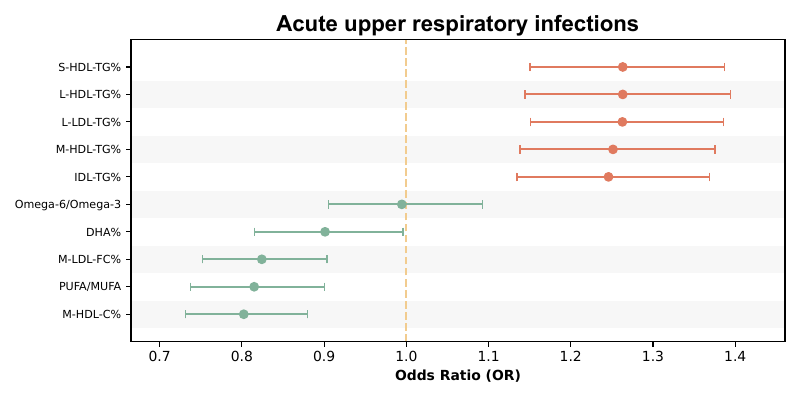 Acute upper respiratory infections
S-HDL-TG%
L-HDL-TG%
L-LDL-TG%
M-HDL-TG%
IDL-TG%
Omega-6/Omega-3
DHA%
M-LDL-FC%
PUFA/MUFA
M-HDL-C%
0.7 0.8 0.9 1.0 1.1 1.2 1.3 1.4
Odds Ratio (OR)